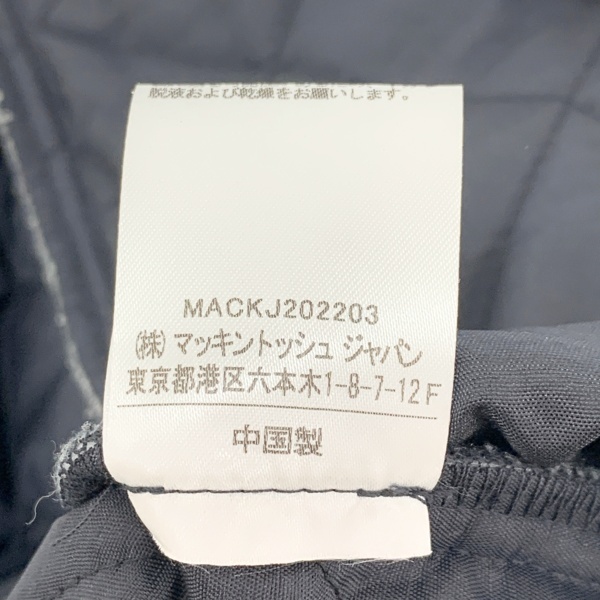 脱液および乾燥をお願いします。
MACKJ202203
(株) マッキントッシュ ジャパン
東京都港区六本木1-8-7-12F
中国製